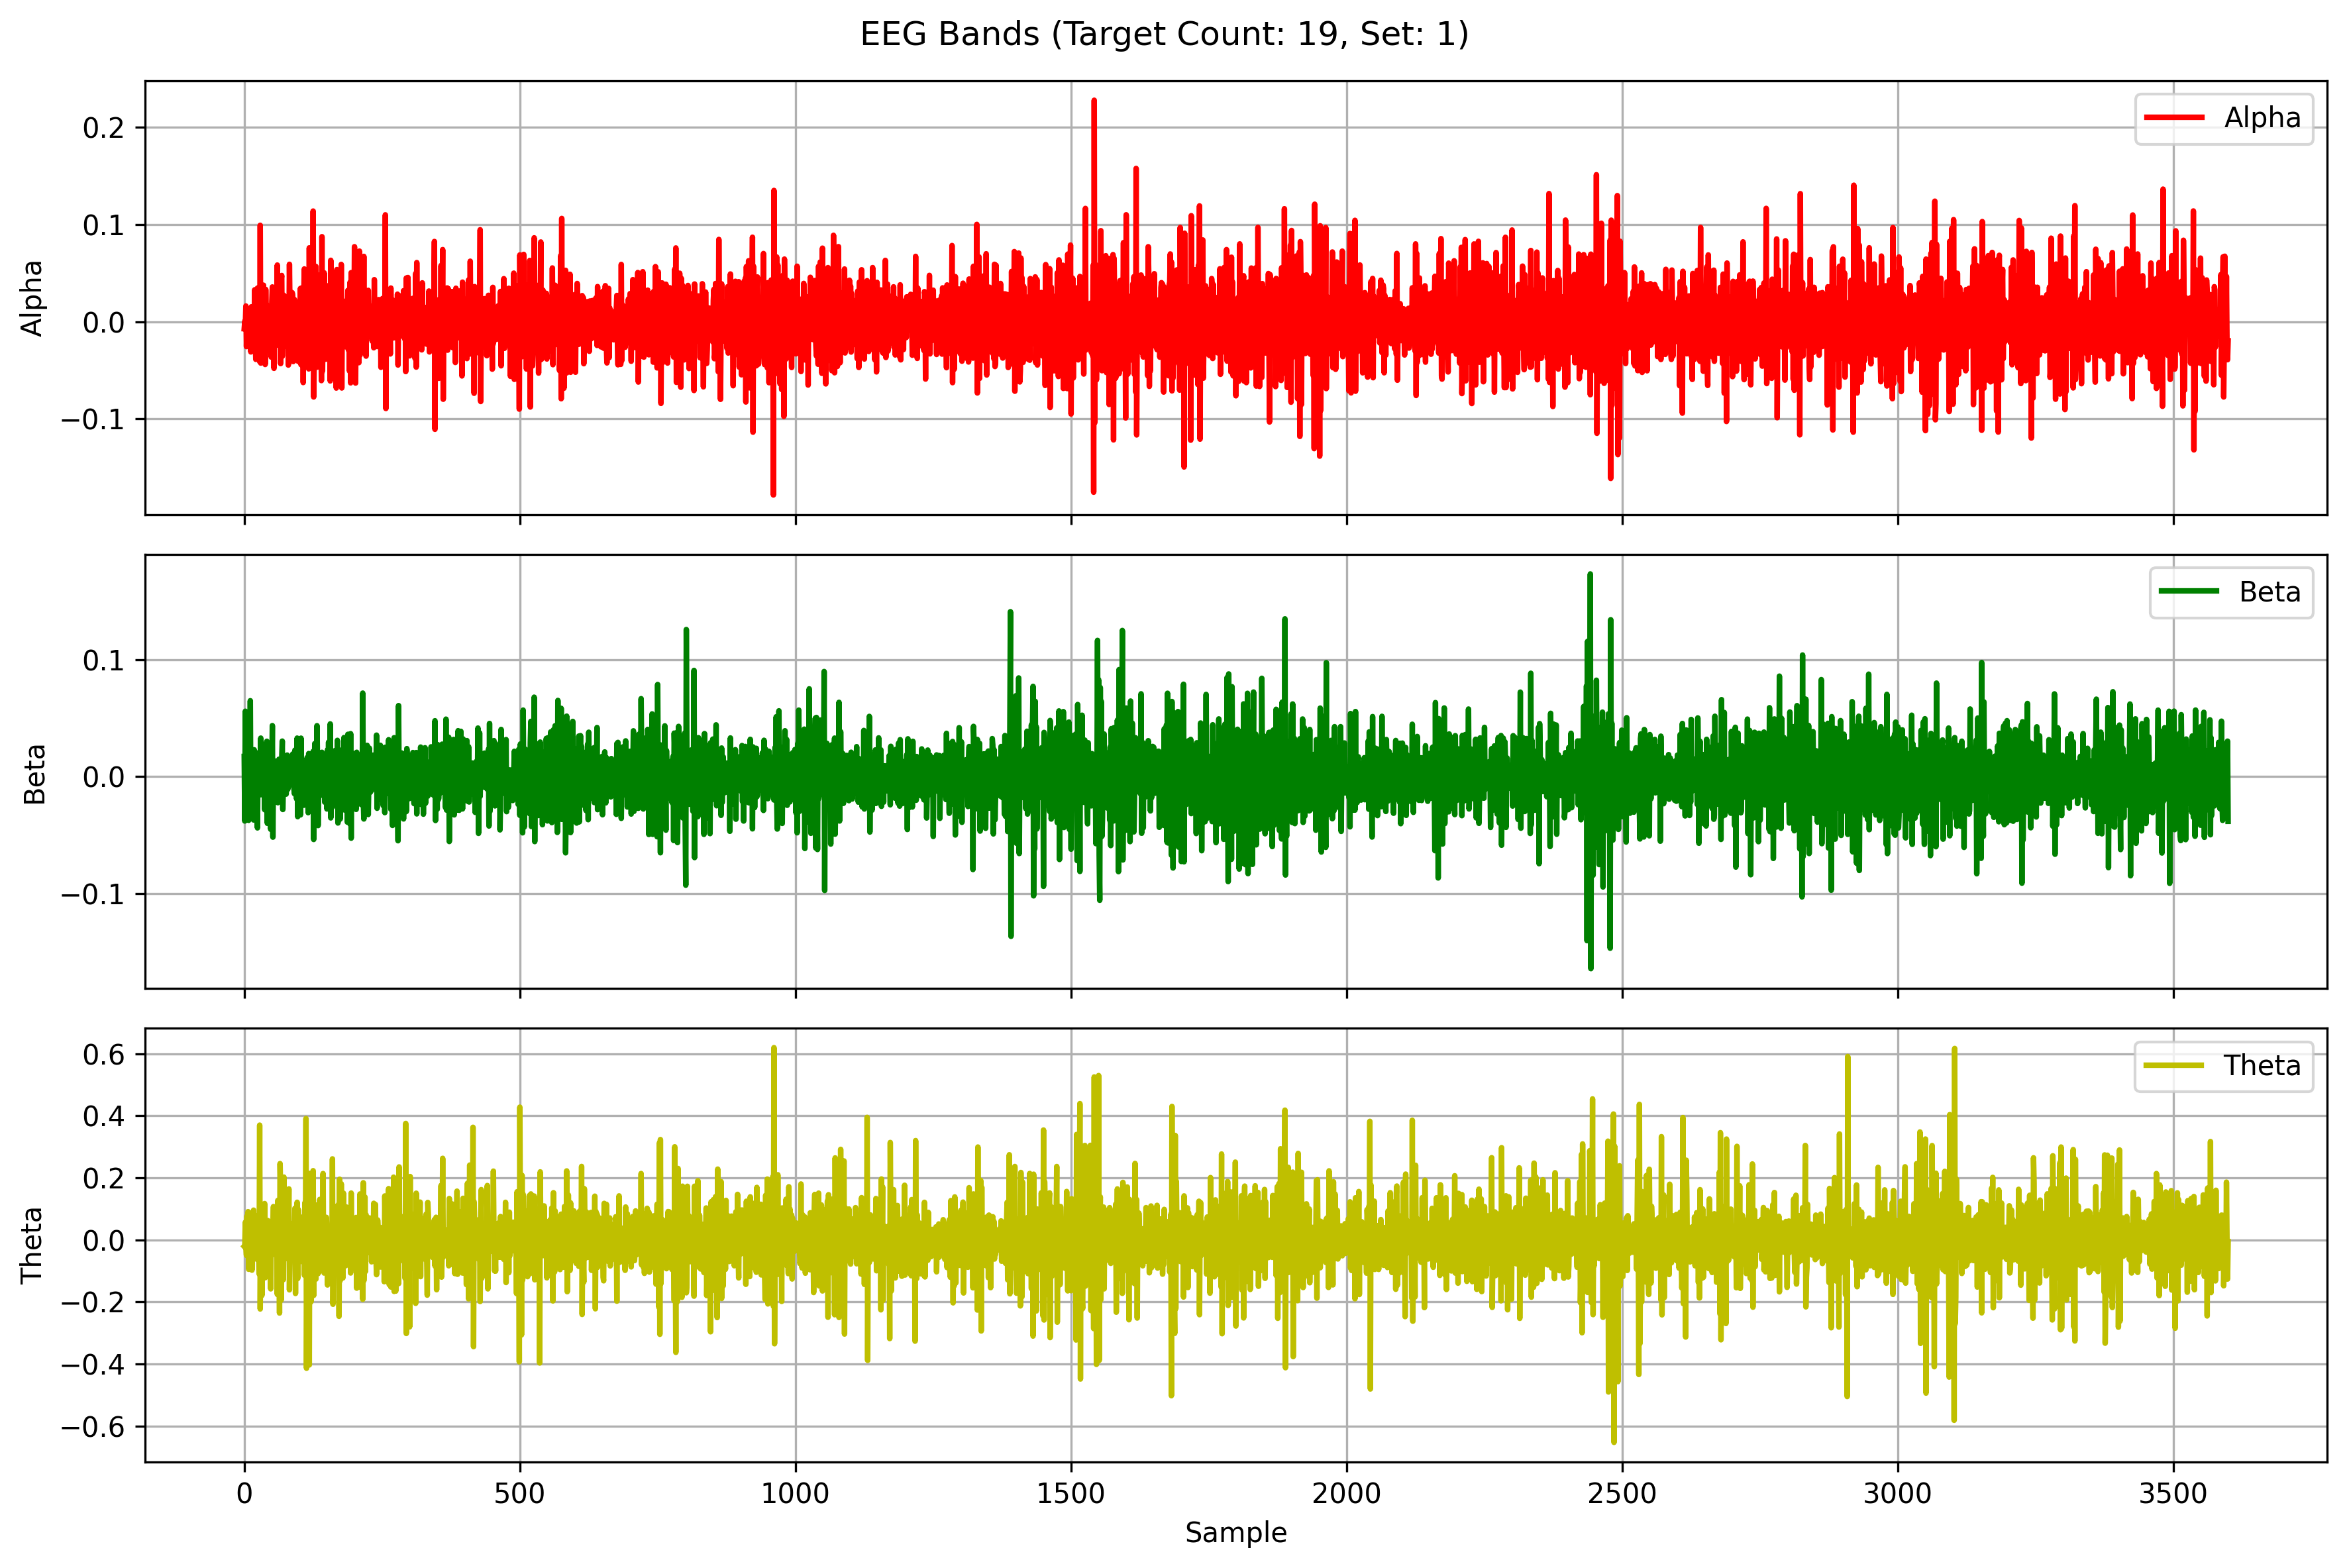 EEG Bands (Target Count: 19, Set: 1)
0.2
0.1
0.0
−0.1
Alpha
Alpha
0.1
0.0
−0.1
Beta
Beta
0.6
0.4
0.2
0.0
−0.2
−0.4
−0.6
Theta
Theta
0 500 1000 1500 2000 2500 3000 3500
Sample